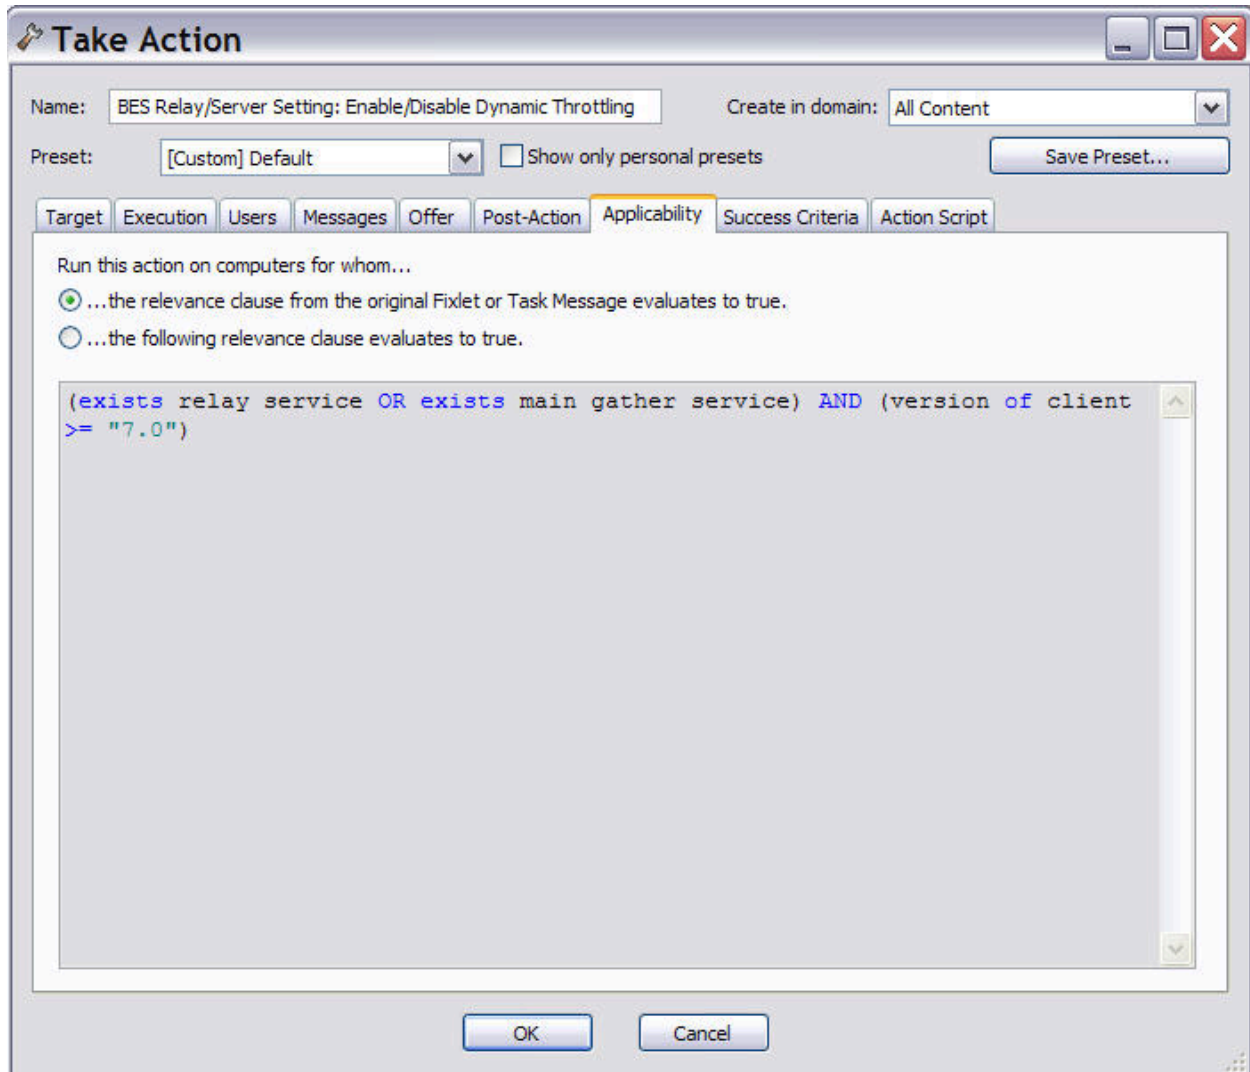 Take Action
Name: BES Relay/Server Setting: Enable/Disable Dynamic Throttling Create in domain: All Content
Preset: [Custom] Default Show only personal presets Save Preset...
Target Execution Users Messages Offer Post-Action Applicability Success Criteria Action Script
Run this action on computers for whom...
...the relevance clause from the original Fixlet or Task Message evaluates to true.
...the following relevance clause evaluates to true.
(exists relay service OR exists main gather service) AND (version of client
>= "7.0")
OK Cancel